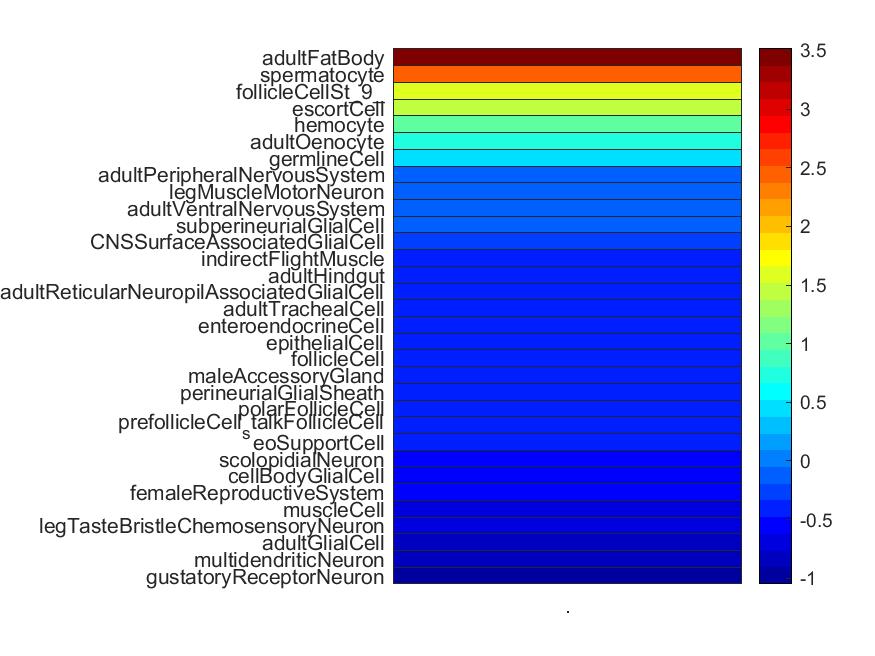 adultFatBody
spermatocyte
follicleCellSt_9_
escortCell
hemocyte
adultOenocyte
germlineCell
adultPeripheralNervousSystem
legMuscleMotorNeuron
adultVentralNervousSystem
subperineurialGlialCell
CNSSurfaceAssociatedGlialCell
indirectFlightMuscle
adultHindgut
adultReticularNeuropilAssociatedGlialCell
adultTrachealCell
enteroendocrineCell
epithelialCell
follicleCell
maleAccessoryGland
perineurialGlialSheath
polarFollicleCell
prefollicleCell_stalkFollicleCell
eoSupportCell
scolopidialNeuron
cellBodyGlialCell
femaleReproductiveSystem
muscleCell
legTasteBristleChemosensoryNeuron
adultGlialCell
multidendriticNeuron
gustatoryReceptorNeuron
3.5
3
2.5
2
1.5
1
0.5
0
-0.5
-1